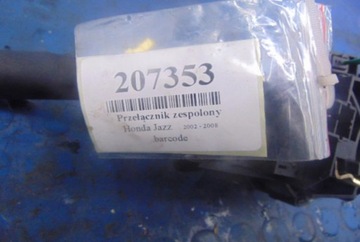 207353
Przełącznik zespolony
Honda Jazz 2002 - 2008
barcode